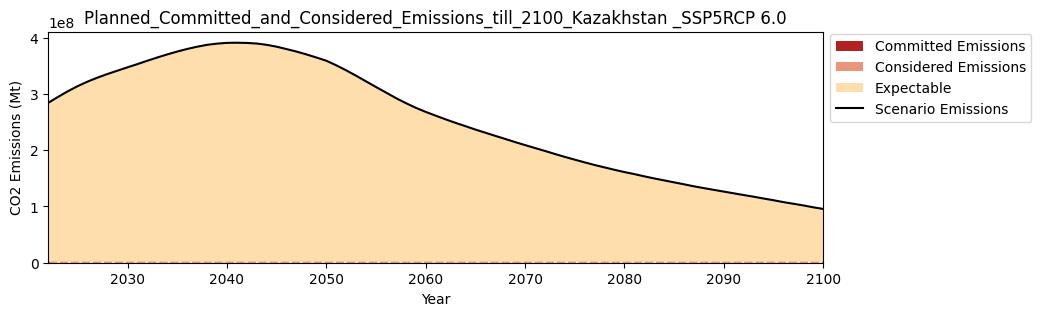 Planned_Committed_and_Considered_Emissions_till_2100_Kazakhstan _SSP5RCP 6.0
1e8
4
3
2
1
0
CO2 Emissions (Mt)
2030 2040 2050 2060 2070 2080 2090 2100
Year
Committed Emissions
Considered Emissions
Expectable
Scenario Emissions